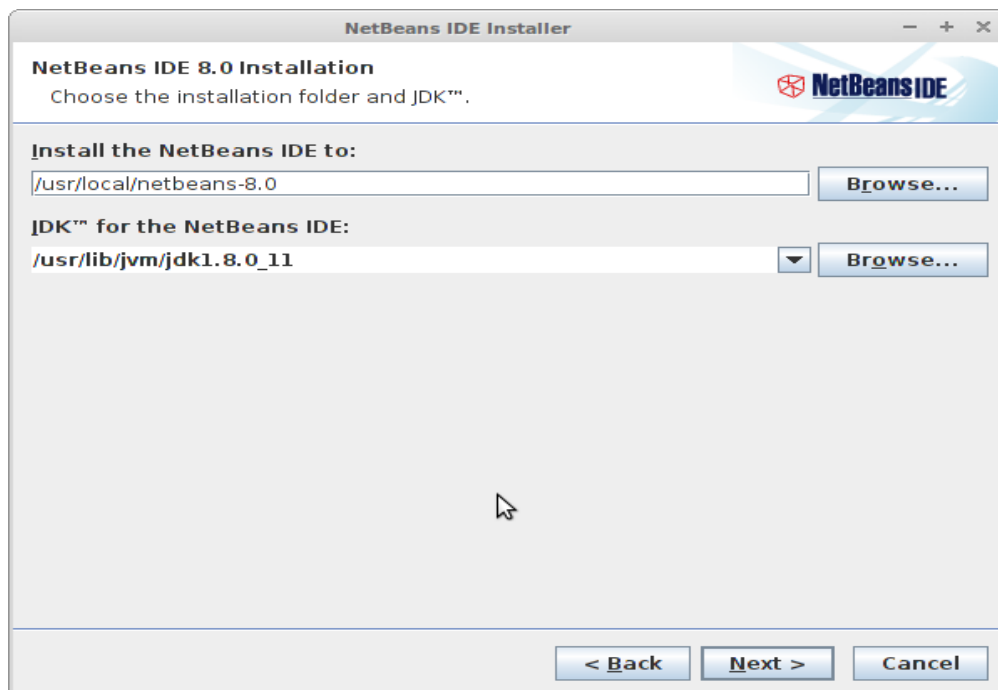 NetBeans IDE Installer
NetBeans IDE 8.0 Installation
Choose the installation folder and JDK™.
NetBeans IDE
Install the NetBeans IDE to:
/usr/local/netbeans-8.0
Browse...
JDK™ for the NetBeans IDE:
/usr/lib/jvm/jdk1.8.0_11
Browse...
< Back
Next >
Cancel